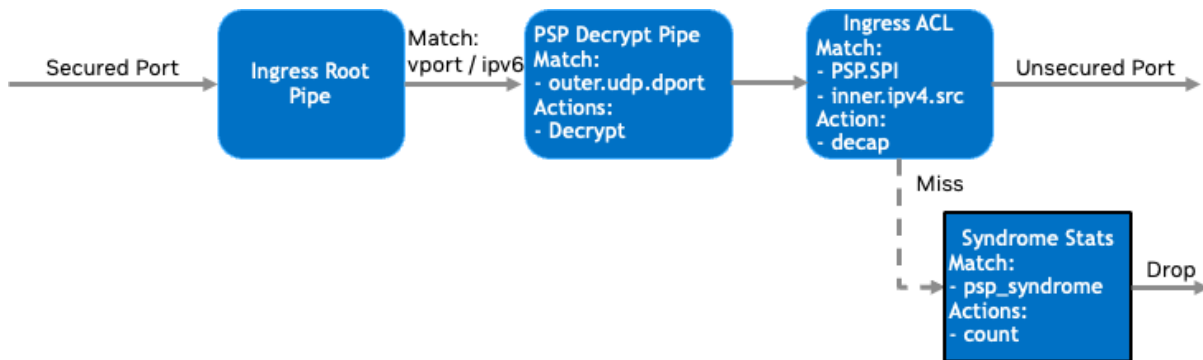 Secured Port
Ingress Root
Pipe
Match:
vport / ipv6
PSP Decrypt Pipe
Match:
- outer.udp.dport
Actions:
- Decrypt
Ingress ACL
Match:
- PSP.SPI
- inner.ipv4.src
Action:
- decap
Unsecured Port
Miss
Syndrome Stats
Match:
- psp_syndrome
Actions:
- count
Drop